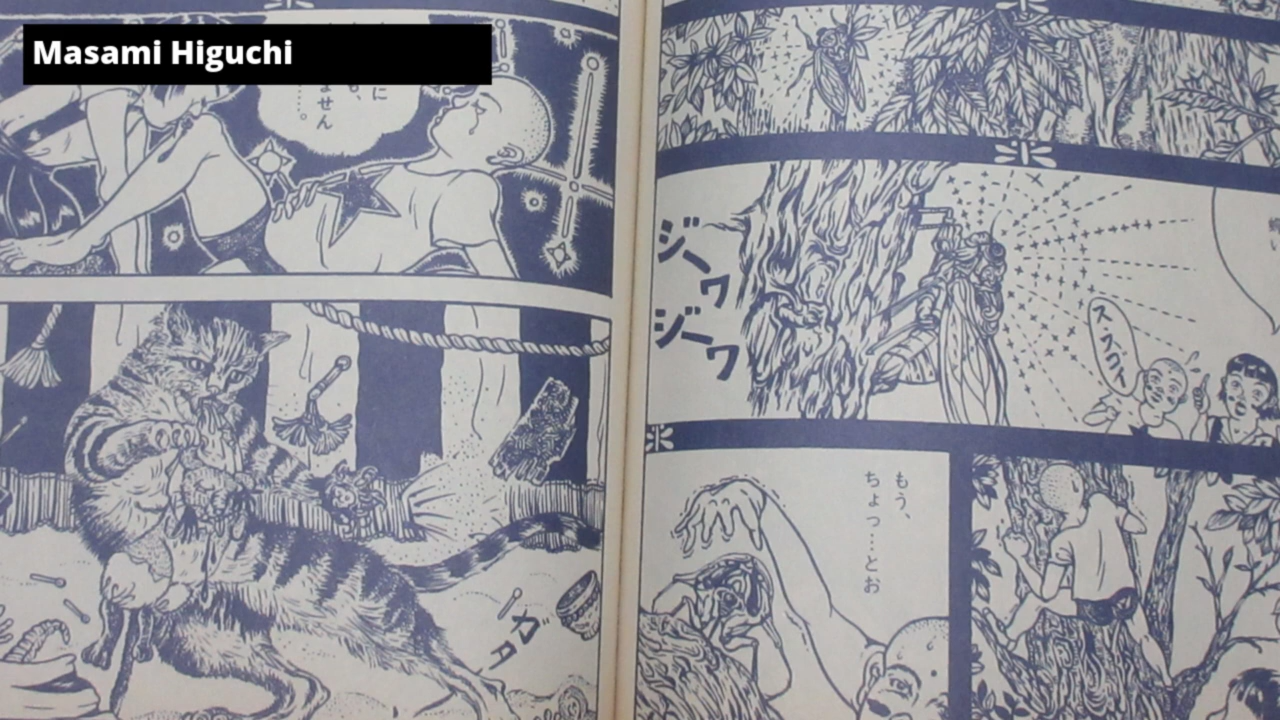 Masami Higuchi
に
ません
…。
カタ
ジーワ
ジーワ
ス、スゴイ
もう、
ちょっ…とお